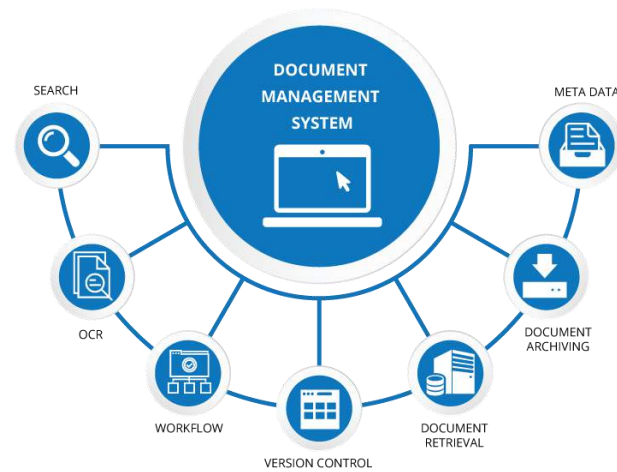 DOCUMENT
MANAGEMENT
SYSTEM
SEARCH
META DATA
OCR
DOCUMENT
ARCHIVING
WORKFLOW
DOCUMENT
RETRIEVAL
VERSION CONTROL